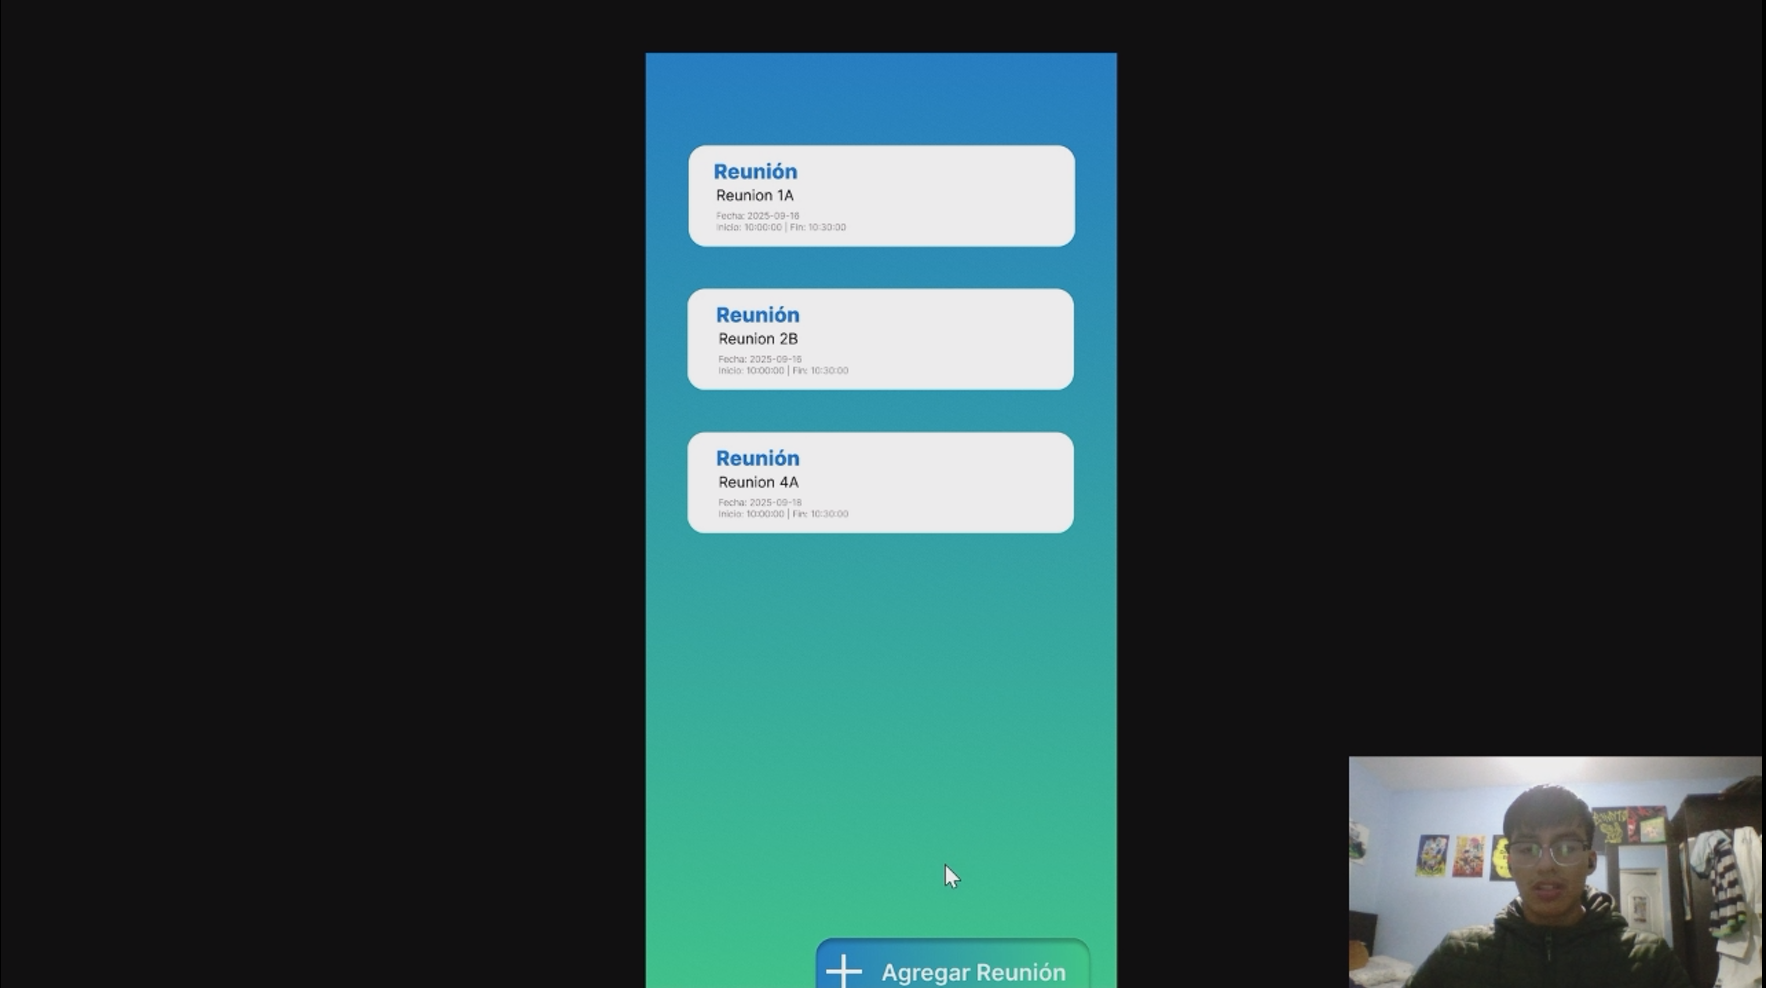 Reunión
Reunion 1A
Fecha: 2025-09-16
Inicio: 10:00:00 | Fin: 10:30:00
Reunión
Reunion 2B
Fecha: 2025-09-16
Inicio: 10:00:00 | Fin: 10:30:00
Reunión
Reunion 4A
Fecha: 2025-09-18
Inicio: 10:00:00 | Fin: 10:30:00
Agregar Reunión